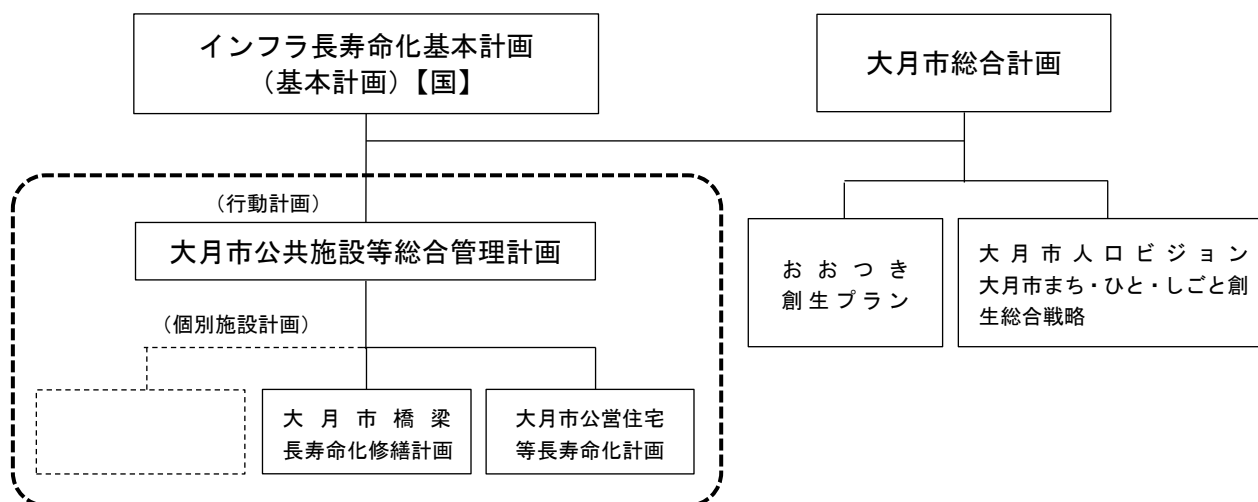 インフラ長寿命化基本計画
（基本計画）【国】
大月市総合計画
（行動計画）
大月市公共施設等総合管理計画
おおつき
創生プラン
大月市人口ビジョン
大月市まち・ひと・しごと創
生総合戦略
（個別施設計画）
大月市橋梁
長寿命化修繕計画
大月市公営住宅
等長寿命化計画